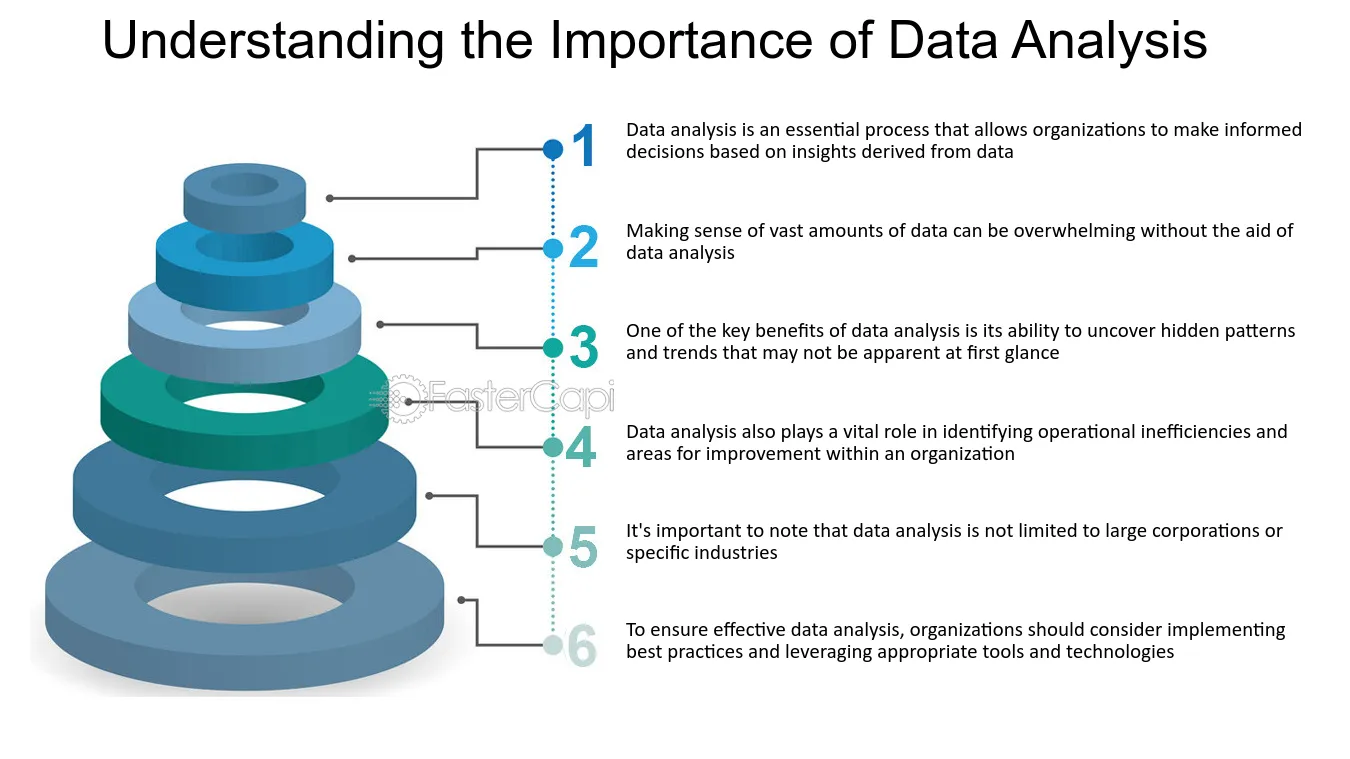 Understanding the Importance of Data Analysis
1
Data analysis is an essential process that allows organizations to make informed
decisions based on insights derived from data
2
Making sense of vast amounts of data can be overwhelming without the aid of
data analysis
3
One of the key benefits of data analysis is its ability to uncover hidden patterns
and trends that may not be apparent at first glance
FasterCapi
4
Data analysis also plays a vital role in identifying operational inefficiencies and
areas for improvement within an organization
5
It's important to note that data analysis is not limited to large corporations or
specific industries
6
To ensure effective data analysis, organizations should consider implementing
best practices and leveraging appropriate tools and technologies